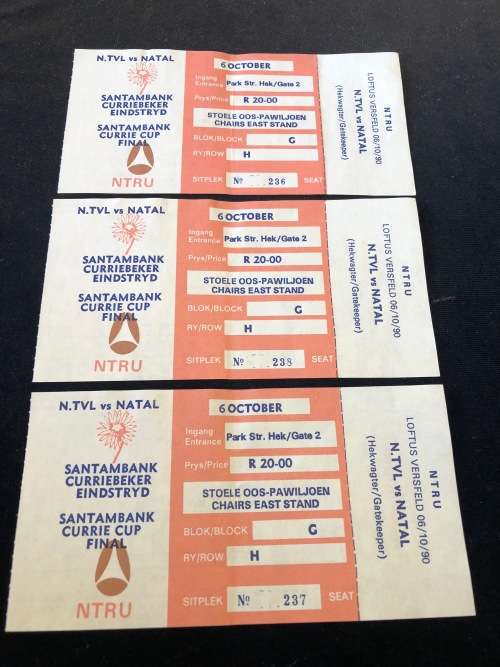 N.TVL vs NATAL
SANTAMBANK
CURRIEBEKER
EINDSTRYD
SANTAMBANK
CURRIE CUP
FINAL
NTRU
6 OCTOBER
Ingang
Entrance Park Str. Hek/Gate 2
Prys/Price R 20-00
STOELE OOS-PAWILJOEN
CHAIRS EAST STAND
BLOK/BLOCK G
RY/ROW H
SITPLEK Nº 236 SEAT
NTRU
LOFTUS VERSFELD 06/10/90
N.TVL vs NATAL
(Hekwagter/Gatekeeper)
N.TVL vs NATAL
SANTAMBANK
CURRIEBEKER
EINDSTRYD
SANTAMBANK
CURRIE CUP
FINAL
NTRU
6 OCTOBER
Ingang
Entrance Park Str. Hek/Gate 2
Prys/Price R 20-00
STOELE OOS-PAWILJOEN
CHAIRS EAST STAND
BLOK/BLOCK G
RY/ROW H
SITPLEK Nº 238 SEAT
NTRU
LOFTUS VERSFELD 06/10/90
N.TVL vs NATAL
(Hekwagter/Gatekeeper)
N.TVL vs NATAL
SANTAMBANK
CURRIEBEKER
EINDSTRYD
SANTAMBANK
CURRIE CUP
FINAL
NTRU
6 OCTOBER
Ingang
Entrance Park Str. Hek/Gate 2
Prys/Price R 20-00
STOELE OOS-PAWILJOEN
CHAIRS EAST STAND
BLOK/BLOCK G
RY/ROW H
SITPLEK Nº 237 SEAT
NTRU
LOFTUS VERSFELD 06/10/90
N.TVL vs NATAL
(Hekwagter/Gatekeeper)